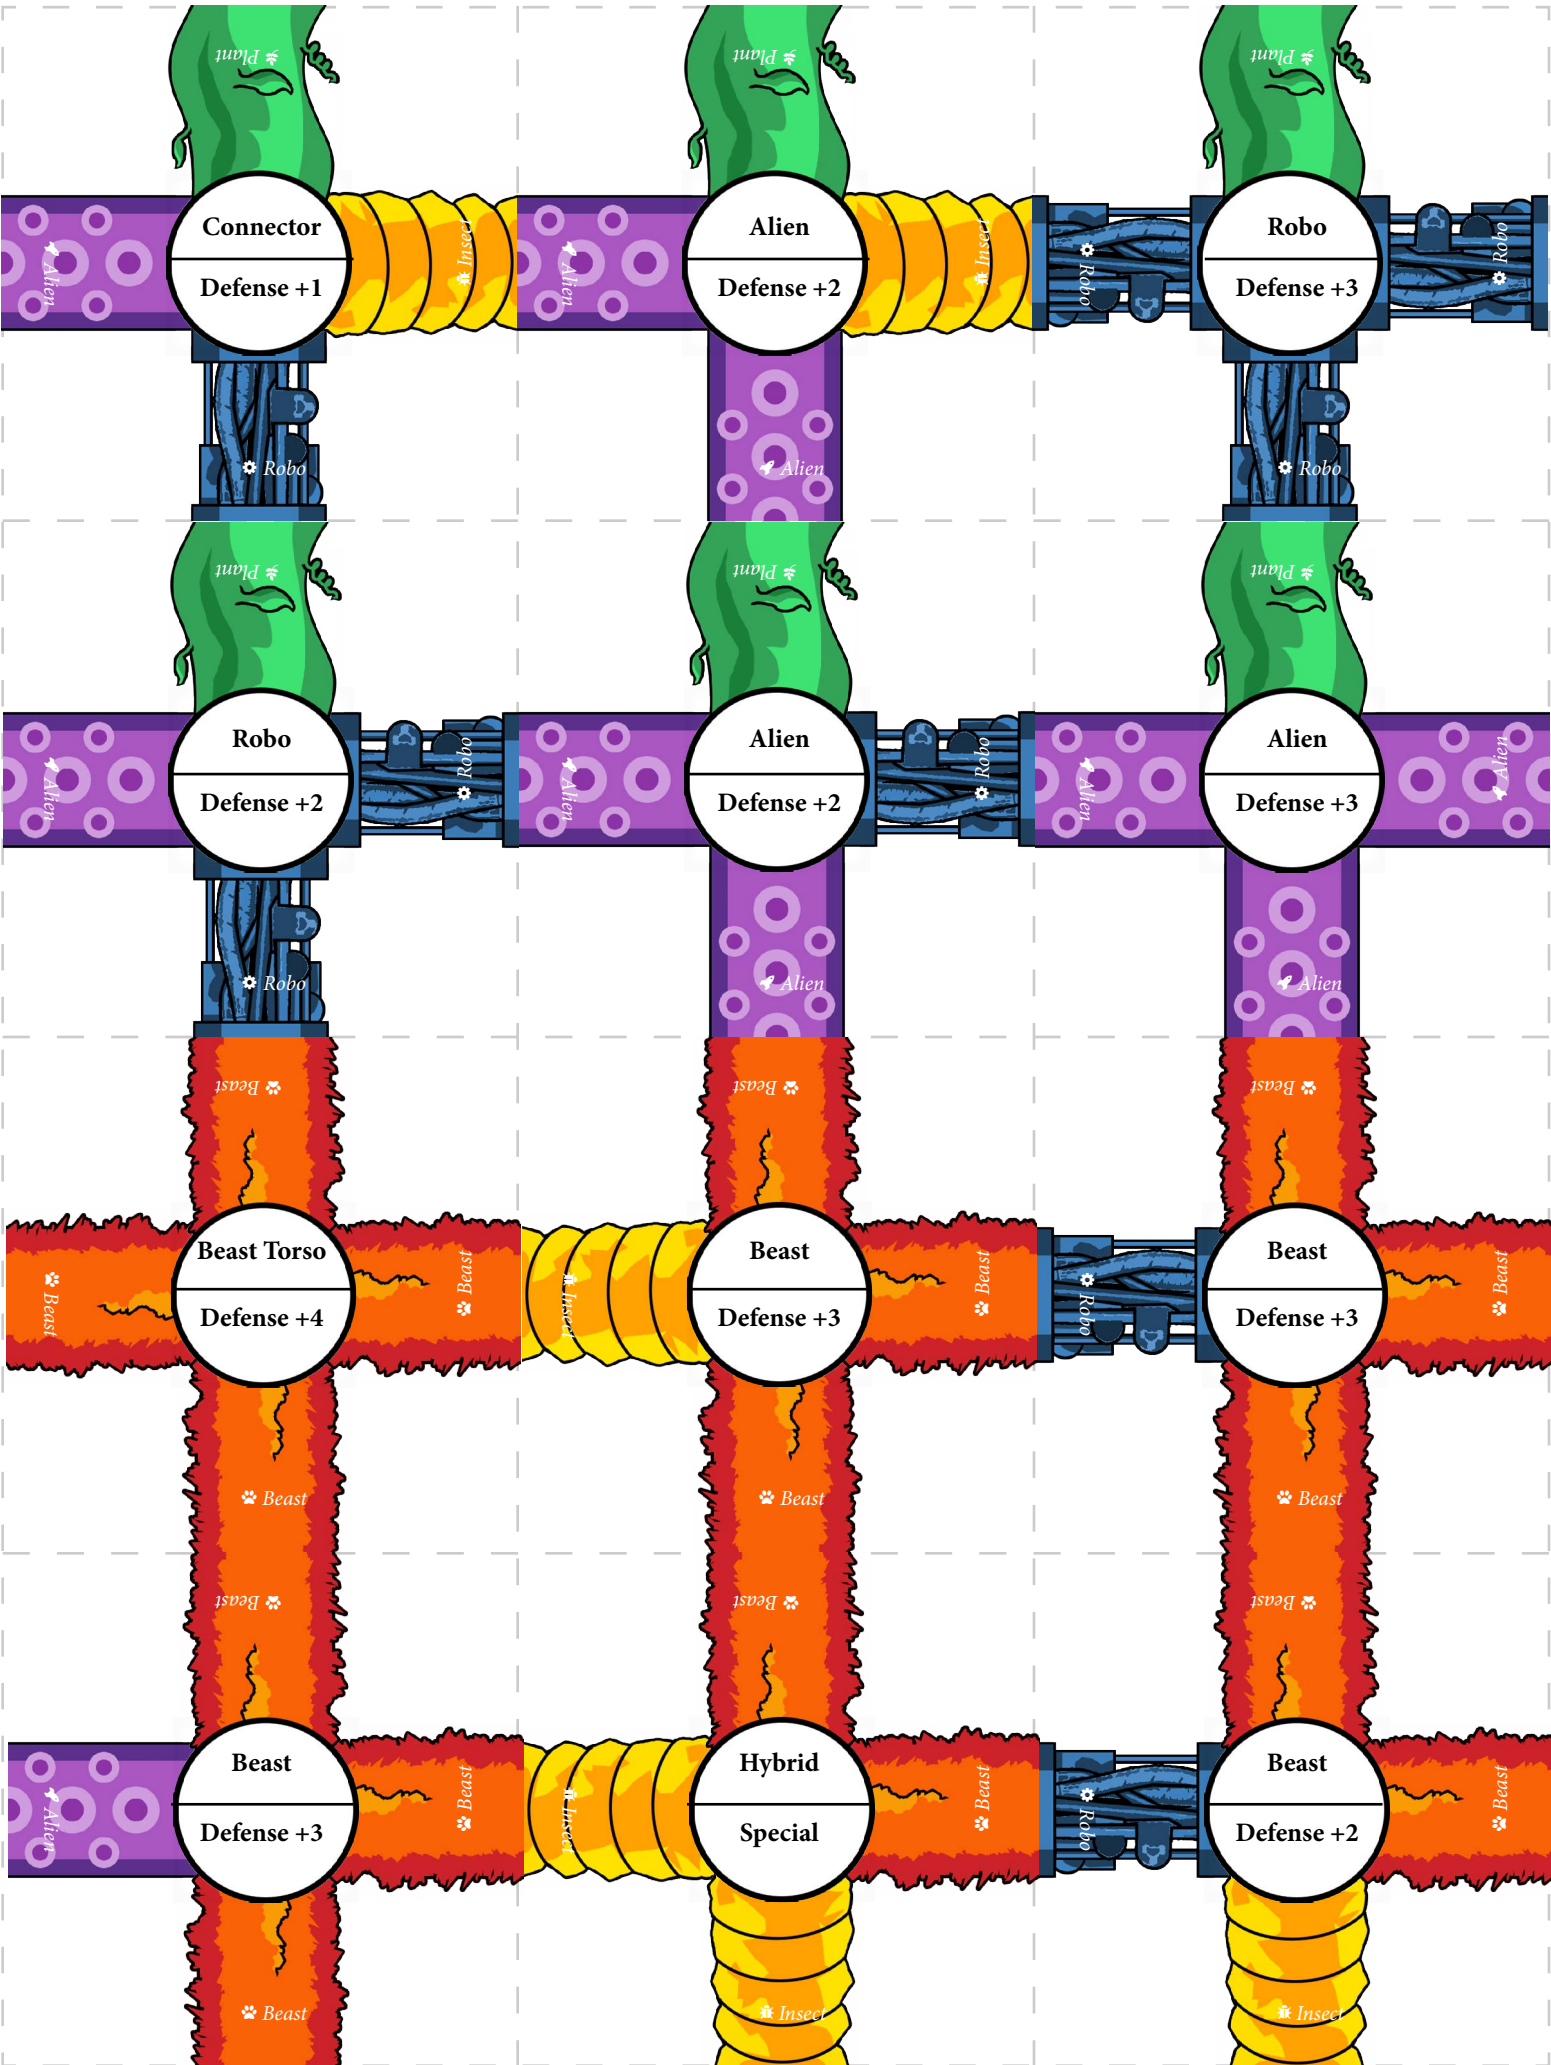 Plant
Plant
Plant
Connector
Alien
Robo
Alien
Insect
Alien
Insect
Robo
Robo
Defense +1
Defense +2
Defense +3
Robo
Alien
Robo
Plant
Plant
Plant
Robo
Alien
Alien
Alien
Robo
Alien
Robo
Alien
Alien
Defense +2
Defense +2
Defense +3
Robo
Alien
Alien
Beast
Beast
Beast
Beast Torso
Beast
Beast
Beast
Beast
Insect
Beast
Robo
Beast
Defense +4
Defense +3
Defense +3
Beast
Beast
Beast
Beast
Beast
Beast
Beast
Hybrid
Beast
Alien
Beast
Insect
Beast
Robo
Beast
Defense +3
Special
Defense +2
Beast
Insect
Insect